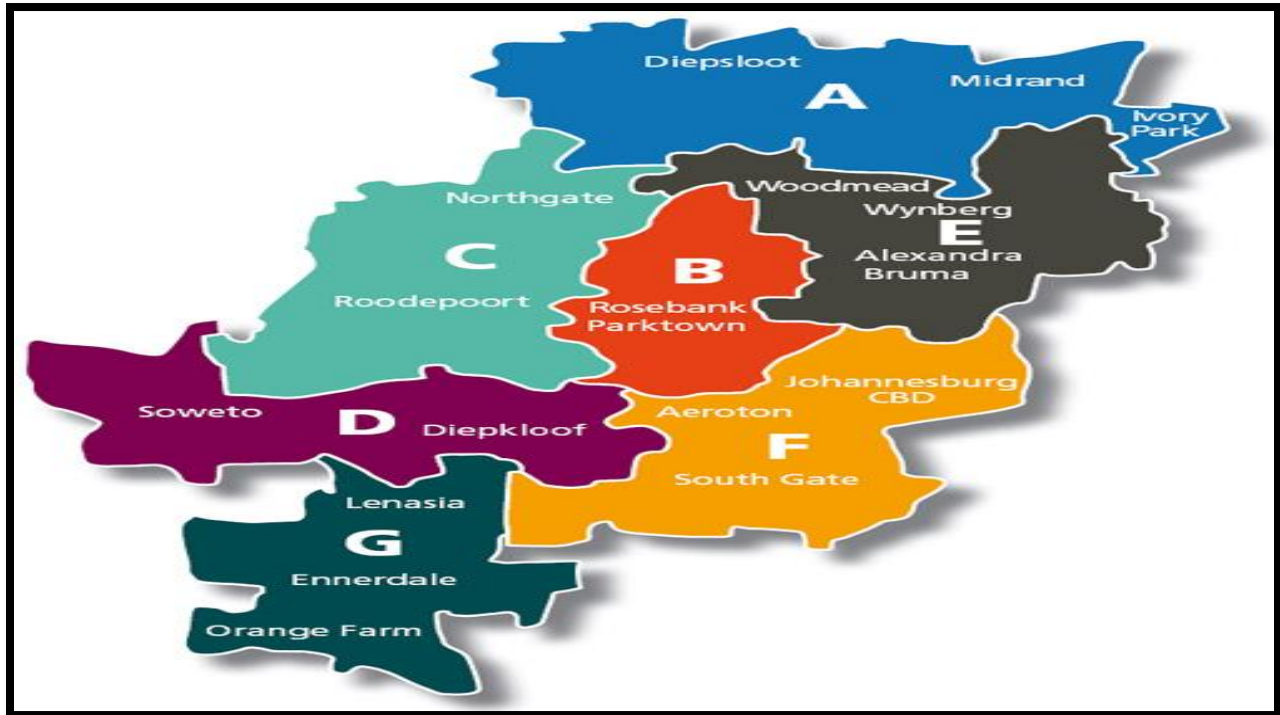 Diepsloot
Midrand
A
Ivory
Park
Woodmead
Northgate
Wynberg
E
C
Alexandra
B
Bruma
Roodepoort
Rosebank
Parktown
Johannesburg
CBD
Soweto
D
Diepkloof
Aeroton
F
South Gate
Lenasia
G
Ennerdale
Orange Farm